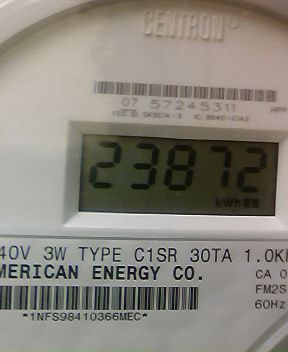 CENTRON®
07 57245311
23872
kWh
40V 3W TYPE C1SR 30TA 1.0K
MERICAN ENERGY CO.
CA 0
FM2S
60Hz
*1NFS98410366MEC*